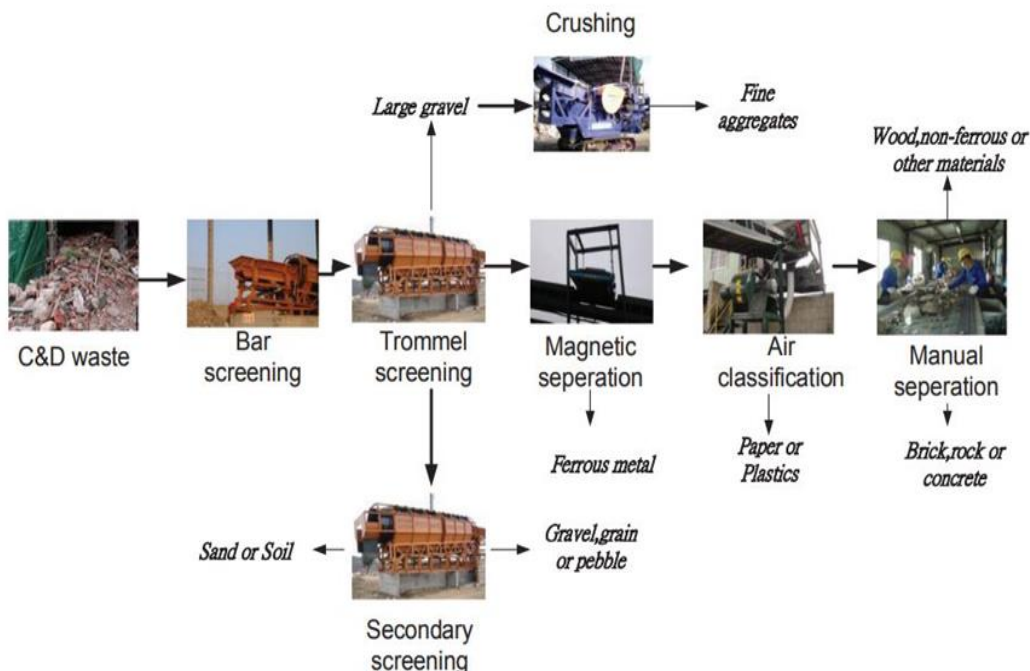 Crushing
Large gravel
Fine
aggregates
Wood,non-ferrous or
other materials
C&D waste
Bar
screening
Trommel
screening
Magnetic
seperation
Air
classification
Manual
seperation
Ferrous metal
Paper or
Plastics
Brick,rock or
concrete
Sand or Soil
Gravel,grain
or pebble
Secondary
screening